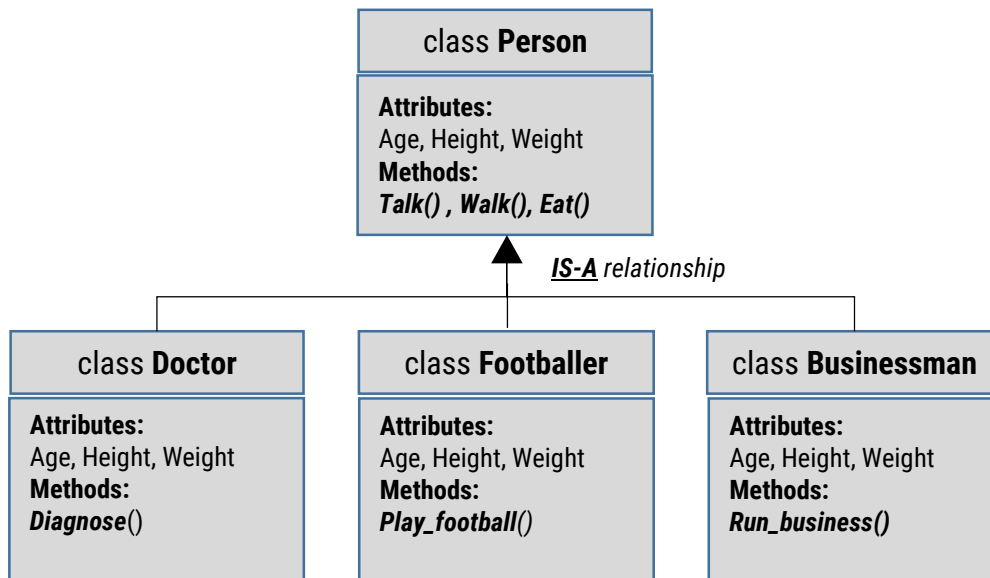 class Person
Attributes:
Age, Height, Weight
Methods:
Talk() , Walk(), Eat()
IS-A relationship
class Doctor
Attributes:
Age, Height, Weight
Methods:
Diagnose()
class Footballer
Attributes:
Age, Height, Weight
Methods:
Play_football()
class Businessman
Attributes:
Age, Height, Weight
Methods:
Run_business()